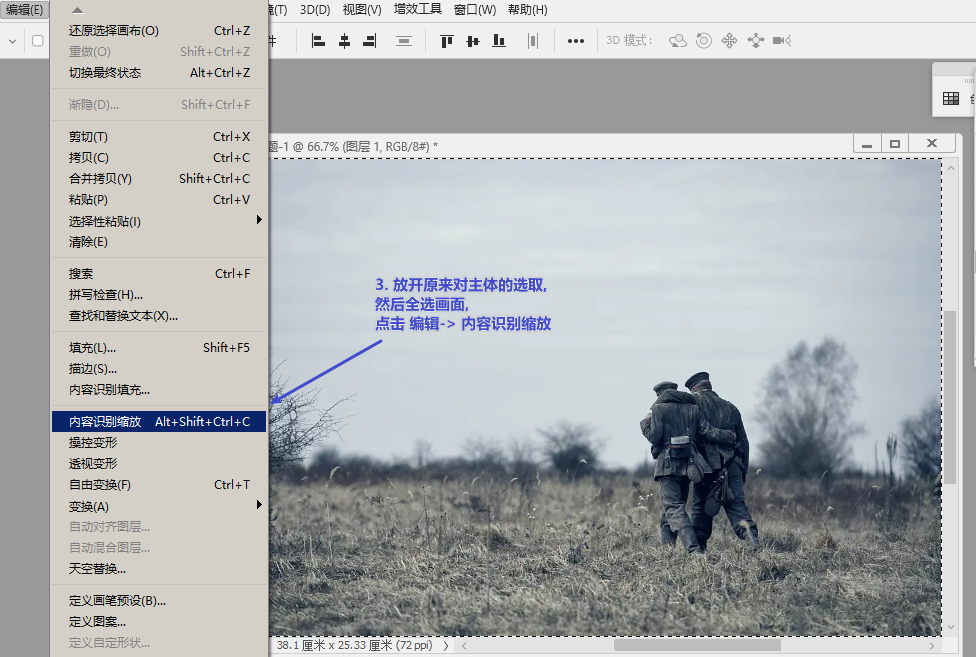 编辑(E)
(T) 3D(D) 视图(V) 增效工具 窗口(W) 帮助(H)
3D 模式:
还原选择画布(O) Ctrl+Z
重做(O) Shift+Ctrl+Z
切换最终状态 Alt+Ctrl+Z
渐隐(D)... Shift+Ctrl+F
剪切(T) Ctrl+X
拷贝(C) Ctrl+C
合并拷贝(Y) Shift+Ctrl+C
粘贴(P) Ctrl+V
选择性粘贴(I)
清除(E)
搜索 Ctrl+F
拼写检查(H)...
查找和替换文本(X)...
填充(L)... Shift+F5
描边(S)...
内容识别填充...
内容识别缩放 Alt+Shift+Ctrl+C
操控变形
透视变形
自由变换(F) Ctrl+T
变换(A)
自动对齐图层...
自动混合图层...
天空替换...
定义画笔预设(B)...
定义图案...
定义自定形状...
题-1 @ 66.7% (图层 1, RGB/8#) *
3. 放开原来对主体的选取,
然后全选画面,
点击 编辑-> 内容识别缩放
38.1 厘米 x 25.33 厘米 (72 ppi)